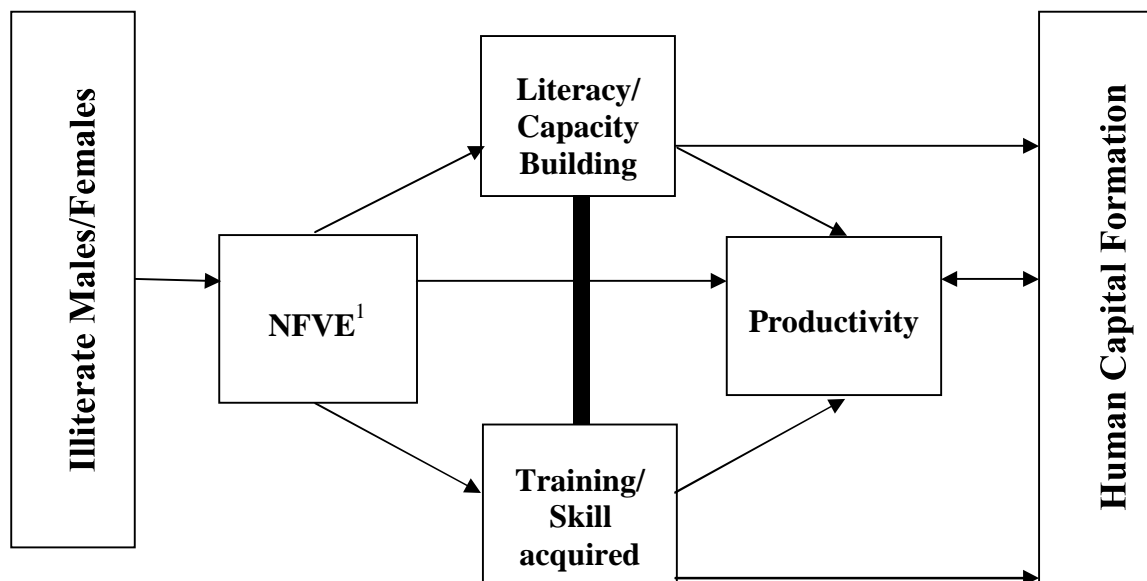 Illiterate Males/Females
NFVE¹
Literacy/
Capacity
Building
Training/
Skill
acquired
Productivity
Human Capital Formation